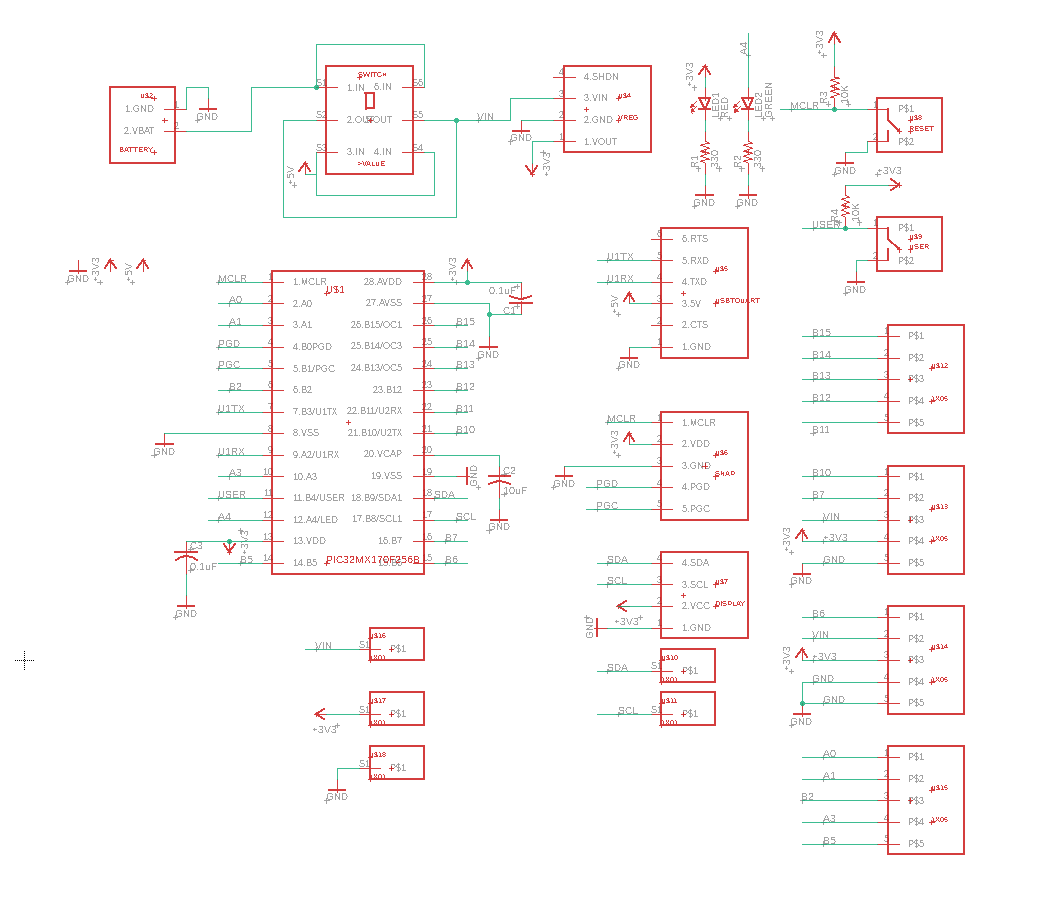 U$2
1.GND
2.VBAT
BATTERY
1
2
GND
SWITCH
S1
1.IN
6.IN
S6
S2
S5
S3
3.IN
4.IN
S4
>VALUE
+5V
VIN
4
4.SHDN
3
3.VIN
2
2.GND
1
1.VOUT
U$4
VREG
GND
+3V3
+3V3
LED1
RED
R1
330
GND
A4
LED2
GREEN
R2
330
GND
+3V3
R3
10K
MCLR
1
P$1
U$8
RESET
2
P$2
GND
+3V3
R4
10K
USER
1
P$1
U$9
USER
2
P$2
GND
GND
+3V3
+5V
U$1
MCLR
1
1.MCLR
28.AVDD
28
+3V3
A0
2
2.A0
27.AVSS
27
0.1uF
C1
GND
A1
3
3.A1
26.B15/OC1
26
B15
PGD
4
4.B0PGD
25.B14/OC3
25
B14
PGC
5
5.B1/PGC
24.B13/OC5
24
B13
B2
6
6.B2
23.B12
23
B12
U1TX
7
7.B3/U1TX
22.B11/U2RX
22
B11
GND
8
8.VSS
21.B10/U2TX
21
B10
U1RX
9
9.A2/U1RX
20.VCAP
20
C2
10uF
GND
A3
10
10.A3
19.VSS
19
GND
USER
11
11.B4/USER
18.B9/SDA1
18
SDA
A4
12
12.A4/LED
17.B8/SCL1
17
SCL
+3V3
13
13.VDD
16.B7
16
B7
B5
14
14.B5
15
B6
PIC32MX170F256B
C3
0.1uF
GND
6
6.RTS
U1TX
5
5.RXD
U1RX
4
4.TXD
+5V
3
3.5V
2
2.CTS
1
1.GND
GND
U$5
USBTOUART
MCLR
1
1.MCLR
+3V3
2
2.VDD
GND
3
3.GND
PGD
4
4.PGD
PGC
5
5.PGC
U$6
SDA
4
4.SDA
SCL
3
3.SCL
+3V3
2
2.VCC
GND
1
1.GND
U$7
DISPLAY
SDA
S1
U$10
P$1
1X01
SCL
S1
U$11
P$1
1X01
VIN
S1
U$16
P$1
1X01
+3V3
S1
U$17
P$1
1X01
GND
S1
U$18
P$1
1X01
B15
1
P$1
B14
2
P$2
B13
3
P$3
B12
4
P$4
B11
5
P$5
U$12
1X05
B10
1
P$1
B7
2
P$2
VIN
3
P$3
+3V3
+3V3
4
P$4
GND
GND
5
P$5
U$13
1X05
B6
1
P$1
VIN
2
P$2
+3V3
+3V3
3
P$3
GND
4
P$4
GND
GND
5
P$5
U$14
1X05
A0
1
P$1
A1
2
P$2
B2
3
P$3
A3
4
P$4
B5
5
P$5
U$15
1X05